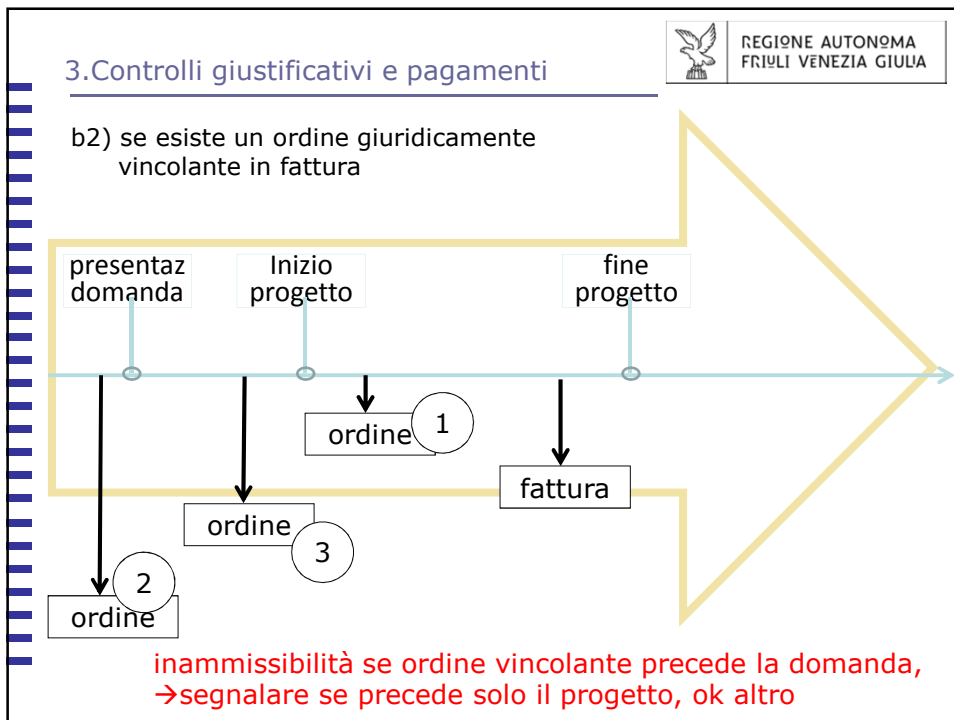 3.Controlli giustificativi e pagamenti
REGIONE AUTONOMA
FRIULI VENEZIA GIULIA
b2) se esiste un ordine giuridicamente
vincolante in fattura
presentaz
domanda
Inizio
progetto
fine
progetto
ordine
1
fattura
ordine
3
2
ordine
inammissibilità se ordine vincolante precede la domanda,
→segnalare se precede solo il progetto, ok altro